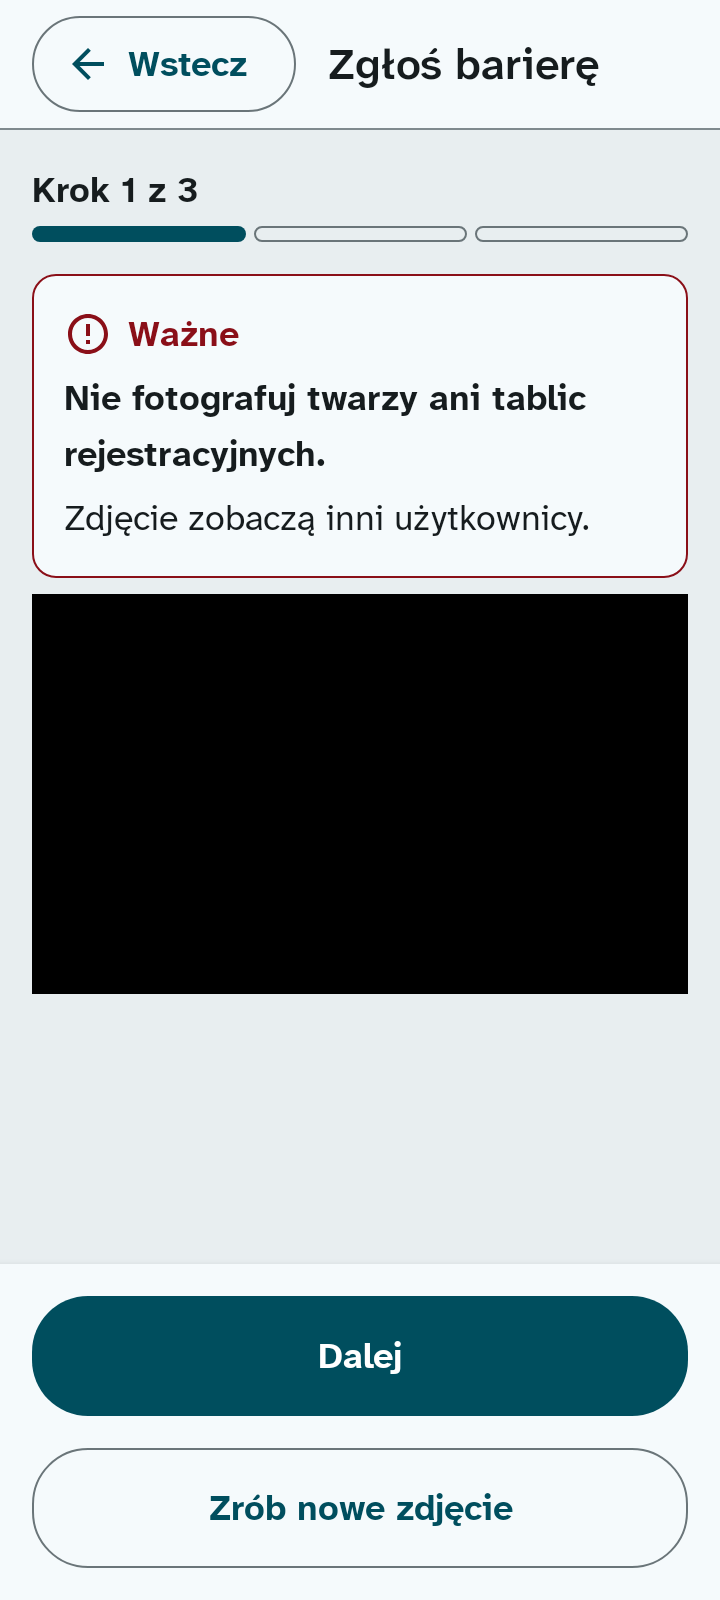 Wstecz
Zgłoś barierę
Krok 1 z 3
Ważne
Nie fotografuj twarzy ani tablic
rejestracyjnych.
Zdjęcie zobaczą inni użytkownicy.
Dalej
Zrób nowe zdjęcie